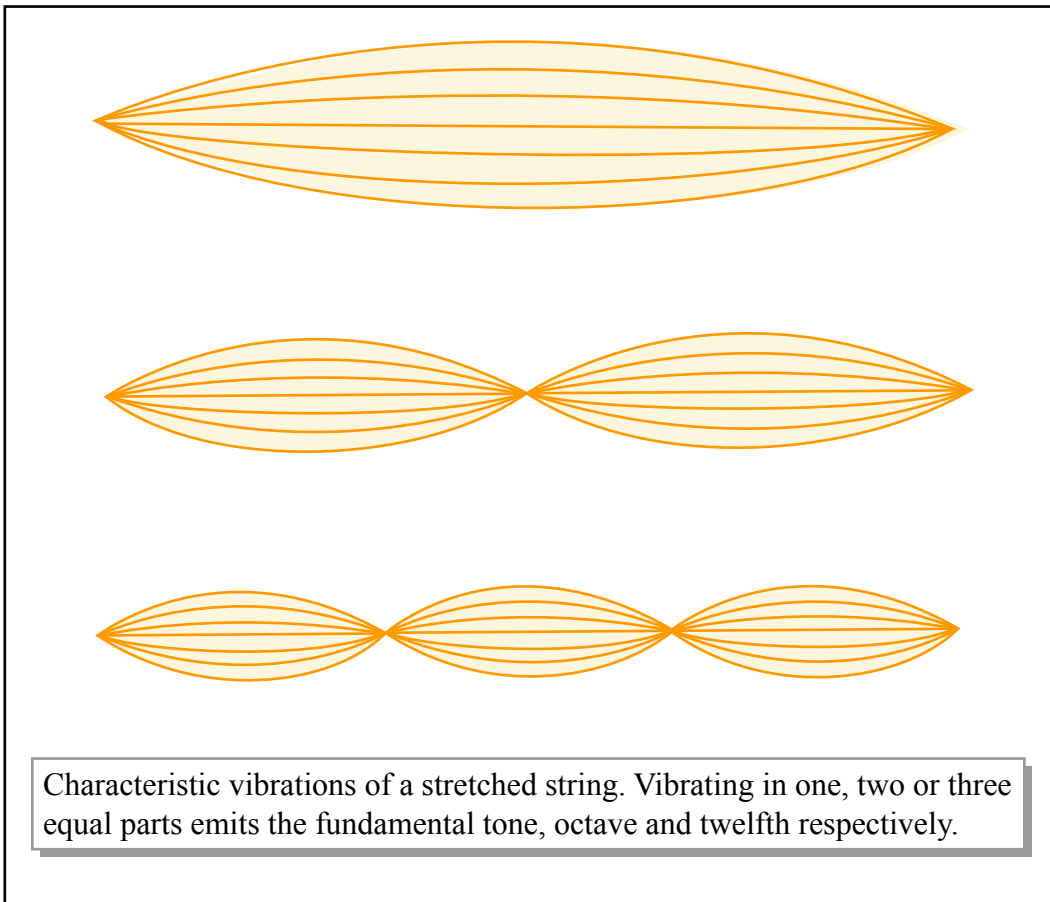 Characteristic vibrations of a stretched string. Vibrating in one, two or three
equal parts emits the fundamental tone, octave and twelfth respectively.